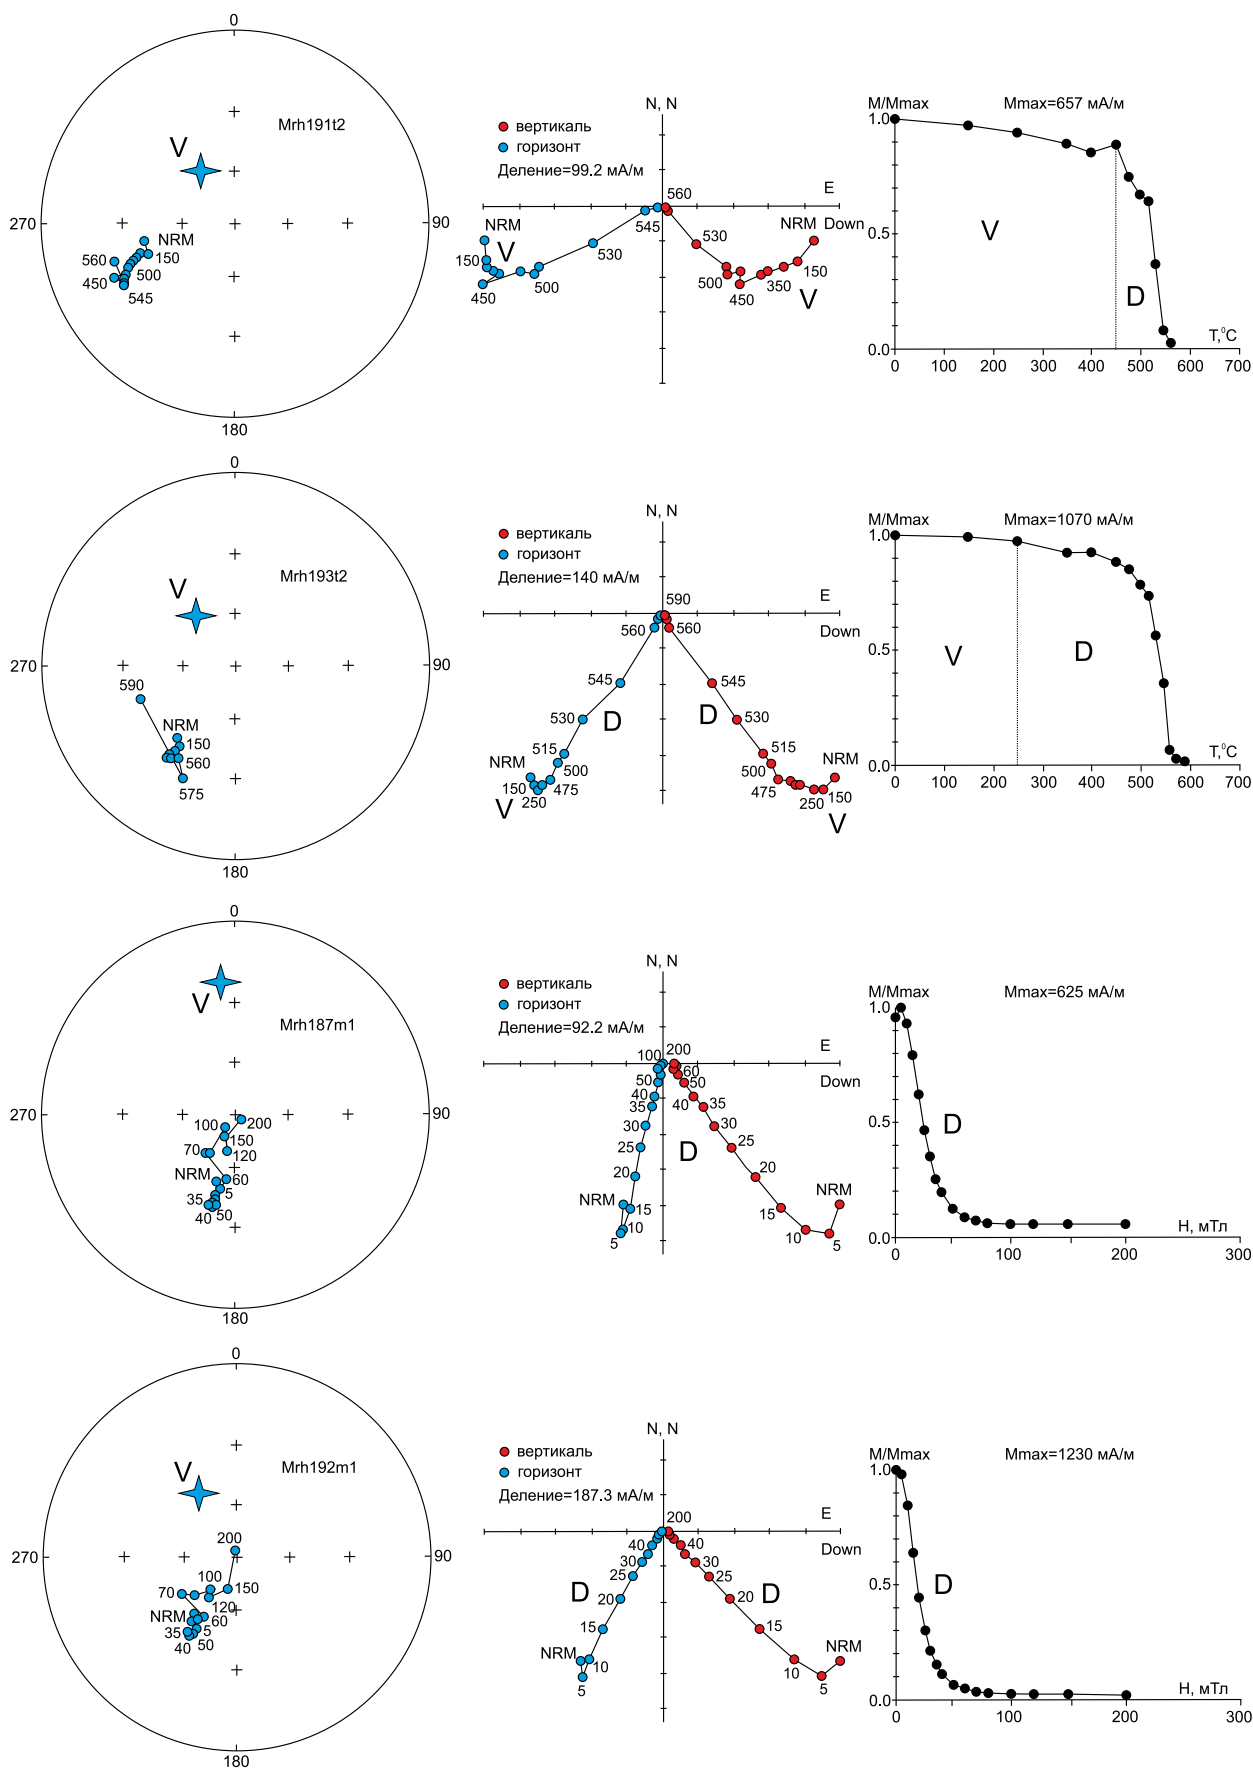 0
Mrh191t2
V
270
90
NRM
150
560
500
450
545
180
N, N
вертикаль
горизонт
Деление=99.2 мА/м
E
Down
560
545
530
NRM
V
150
450
500
530
500
450
350
150
NRM
V
M/Mmax
Mmax=657 мА/м
1.0
0.5
0.0
V
D
T,⁰C
0 100 200 300 400 500 600 700
0
Mrh193t2
V
270
90
590
NRM
150
560
575
180
N, N
вертикаль
горизонт
Деление=140 мА/м
E
Down
590
560
560
545
545
530
D
D
530
515
515
NRM
500
500
NRM
150
475
475
250
250
150
V
V
M/Mmax
Mmax=1070 мА/м
1.0
0.5
0.0
V
D
T,⁰C
0 100 200 300 400 500 600 700
0
V
Mrh187m1
270
90
100
200
150
70
120
NRM
60
5
35
40
50
180
N, N
вертикаль
горизонт
Деление=92.2 мА/м
E
Down
100
200
60
50
50
40
40
35
35
30
30
25
D
25
20
20
NRM
NRM
15
15
10
10
5
5
M/Mmax
Mmax=625 мА/м
1.0
0.5
0.0
D
H, мТл
0 100 200 300
0
Mrh192m1
V
270
90
200
100
150
70
120
NRM
60
35
5
40
50
180
N, N
вертикаль
горизонт
Деление=187.3 мА/м
E
Down
200
40
40
30
30
25
25
D
D
20
20
15
15
NRM
NRM
10
10
5
5
M/Mmax
Mmax=1230 мА/м
1.0
0.5
0.0
D
H, мТл
0 100 200 300